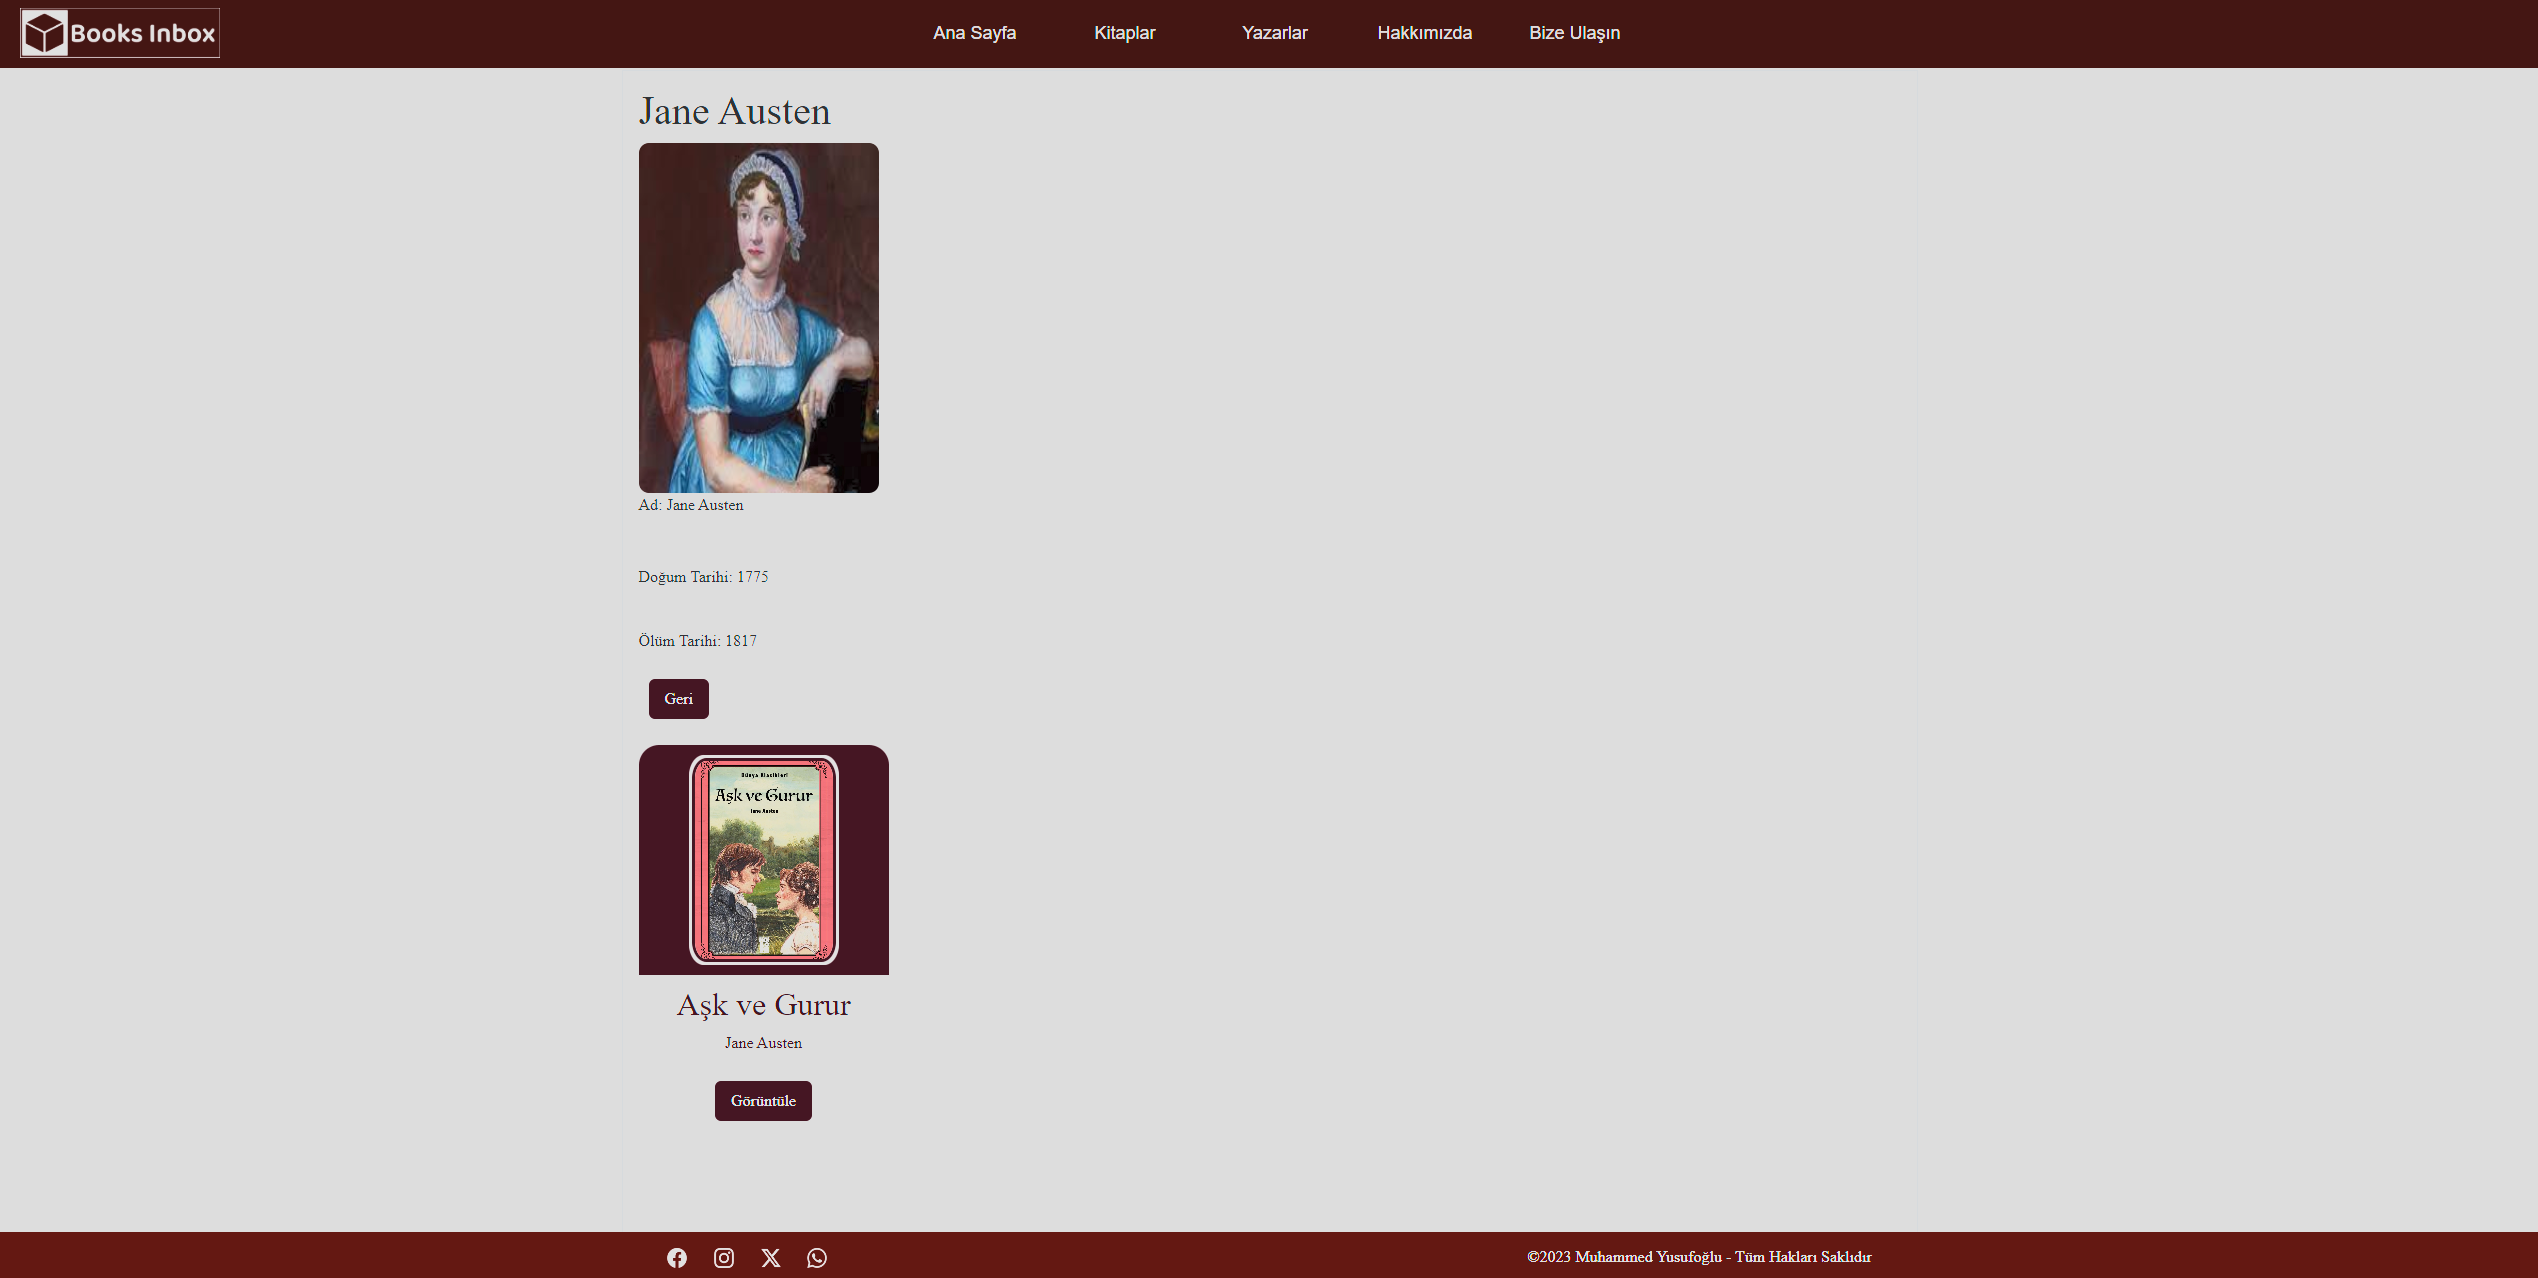 Books Inbox
Ana Sayfa Kitaplar Yazarlar Hakkımızda Bize Ulaşın
Jane Austen
Ad: Jane Austen
Doğum Tarihi: 1775
Ölüm Tarihi: 1817
Geri
Dünya Klasikleri
Aşk ve Gurur
Jane Austen
Aşk ve Gurur
Jane Austen
Görüntüle
©2023 Muhammed Yusufoğlu - Tüm Hakları Saklıdır